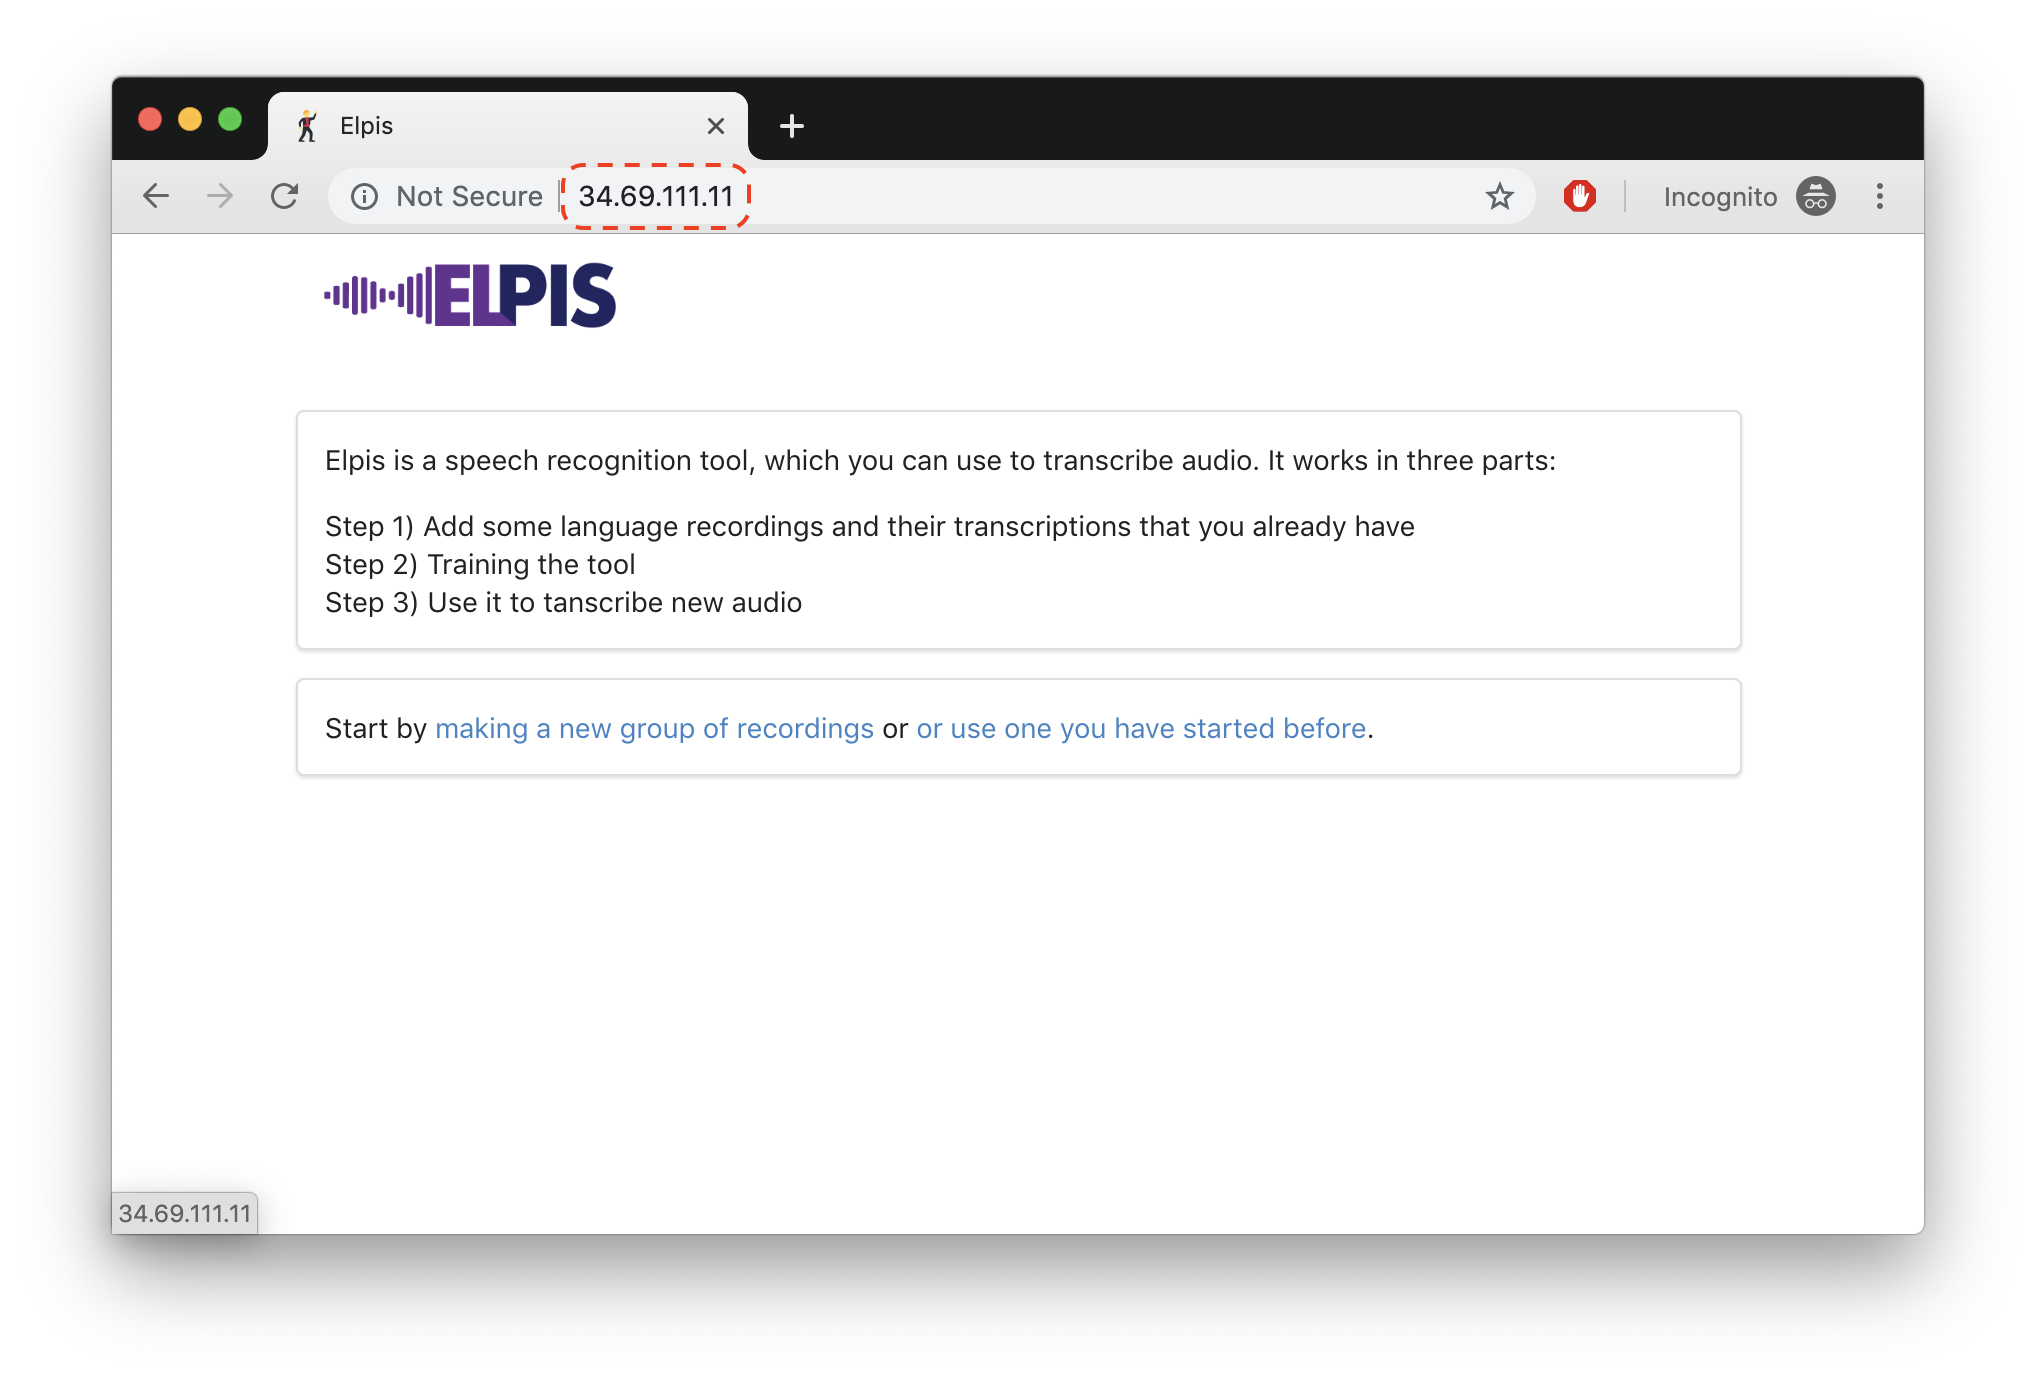 Elpis
Not Secure
34.69.111.11
Incognito
ELPIS
Elpis is a speech recognition tool, which you can use to transcribe audio. It works in three parts:
Step 1) Add some language recordings and their transcriptions that you already have
Step 2) Training the tool
Step 3) Use it to tanscribe new audio
Start by making a new group of recordings or or use one you have started before.
34.69.111.11